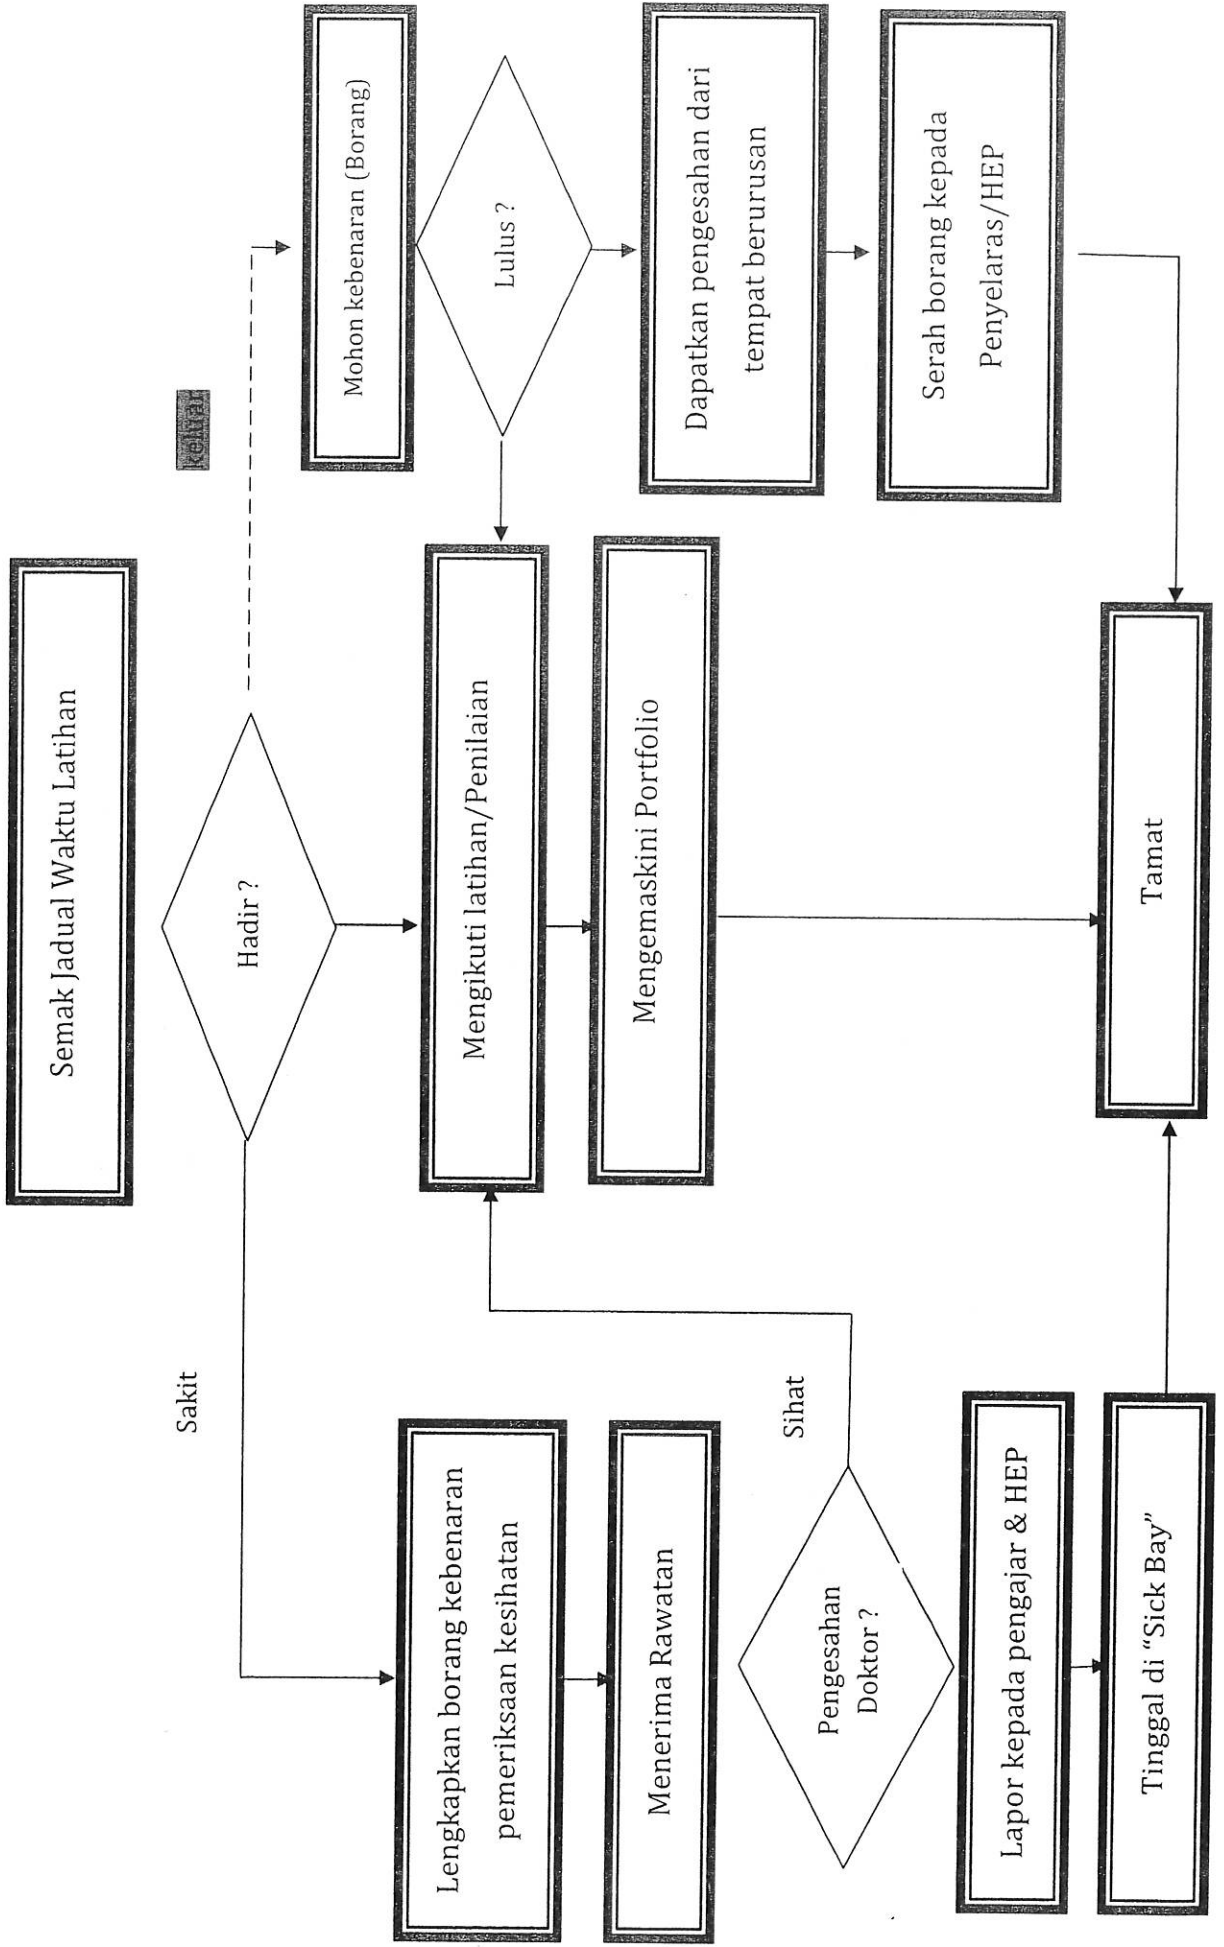 Semak Jadual Waktu Latihan
Hadir ?
Sakit
keluar
Mohon kebenaran (Borang)
Lulus ?
Dapatkan pengesahan dari
tempat berurusan
Serah borang kepada
Penyelaras/HEP
Mengikuti latihan/Penilaian
Mengemaskini Portfolio
Lengkapkan borang kebenaran
pemeriksaan kesihatan
Menerima Rawatan
Pengesahan
Doktor ?
Sihat
Lapor kepada pengajar & HEP
Tinggal di “Sick Bay”
Tamat